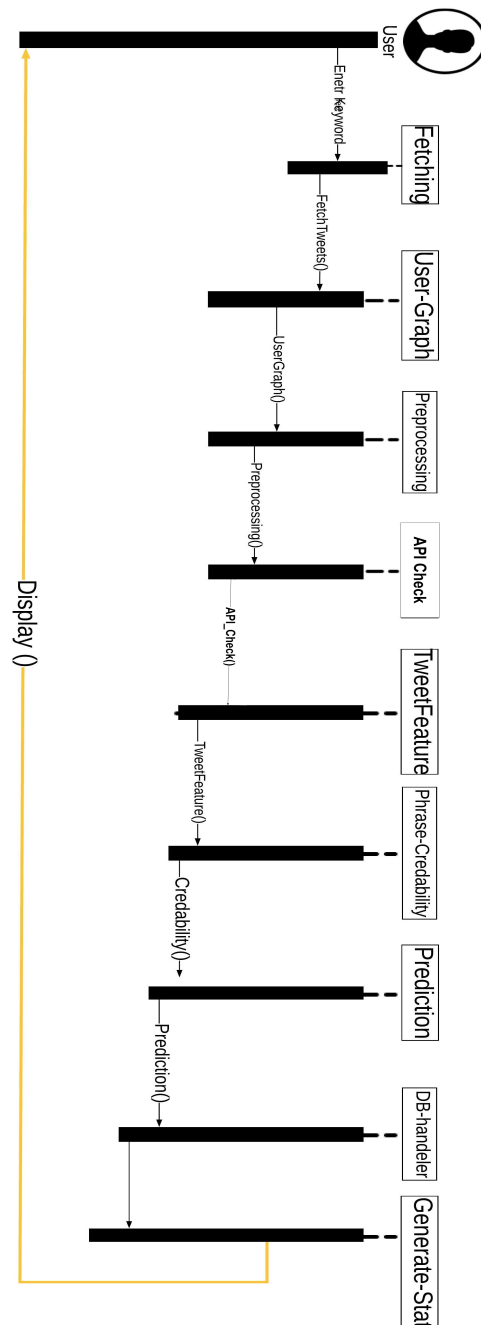 User
Fetching
User-Graph
Preprocessing
API Check
TweetFeature
Phrase-Credability
Prediction
DB-handeler
Generate-Stat
Enetr Keyword
FetchTweets()
UserGraph()
Preprocessing()
API_Check()
TweetFeature()
Credability()
Prediction()
Display ()